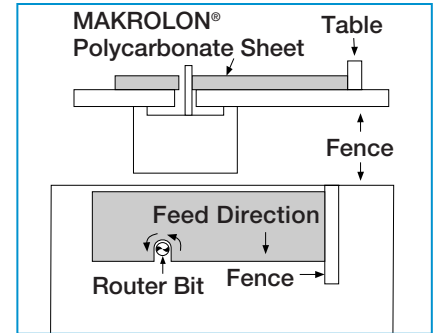 MAKROLON®
Polycarbonate Sheet
Table
Fence
Feed Direction
Router Bit
Fence